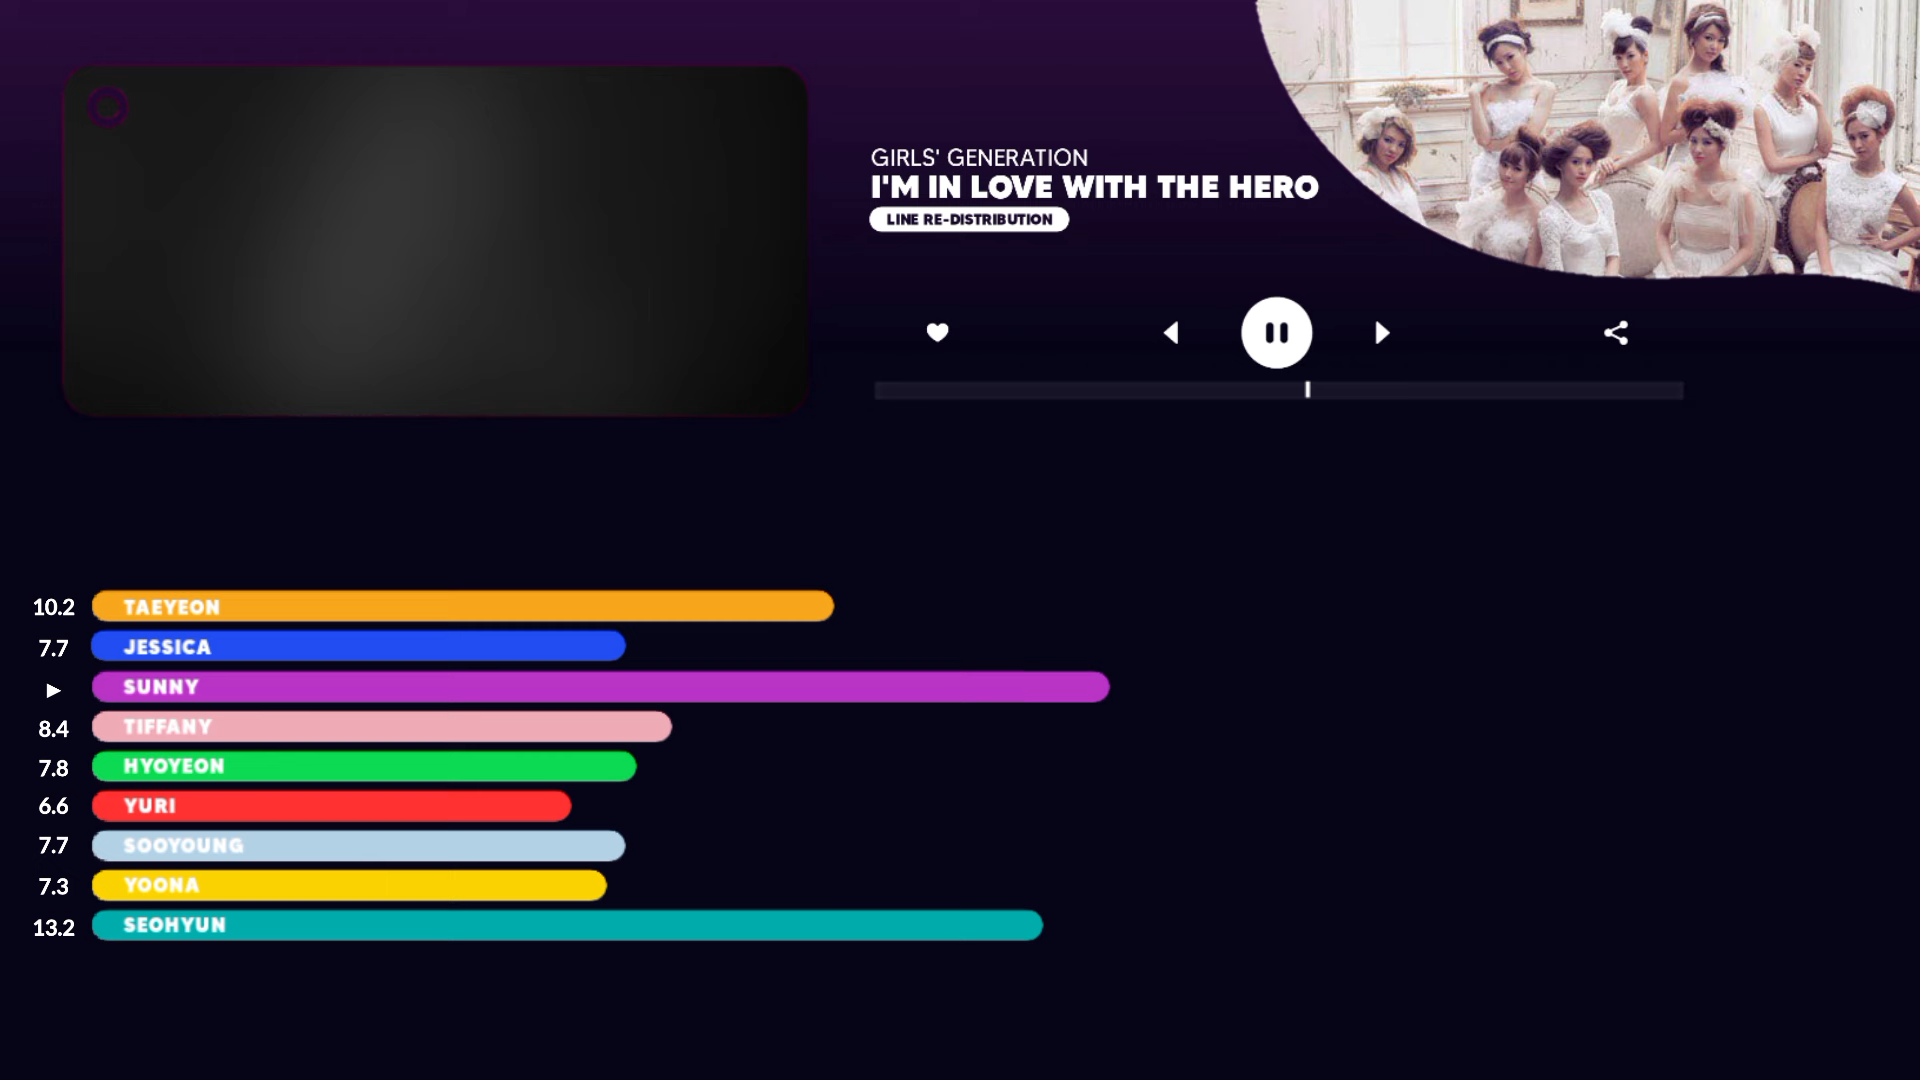 GIRLS' GENERATION
I'M IN LOVE WITH THE HERO
LINE RE-DISTRIBUTION
10.2 TAEYEON
7.7 JESSICA
SUNNY
8.4 TIFFANY
7.8 HYOYEON
6.6 YURI
7.7 SOOYOUNG
7.3 YOONA
13.2 SEOHYUN